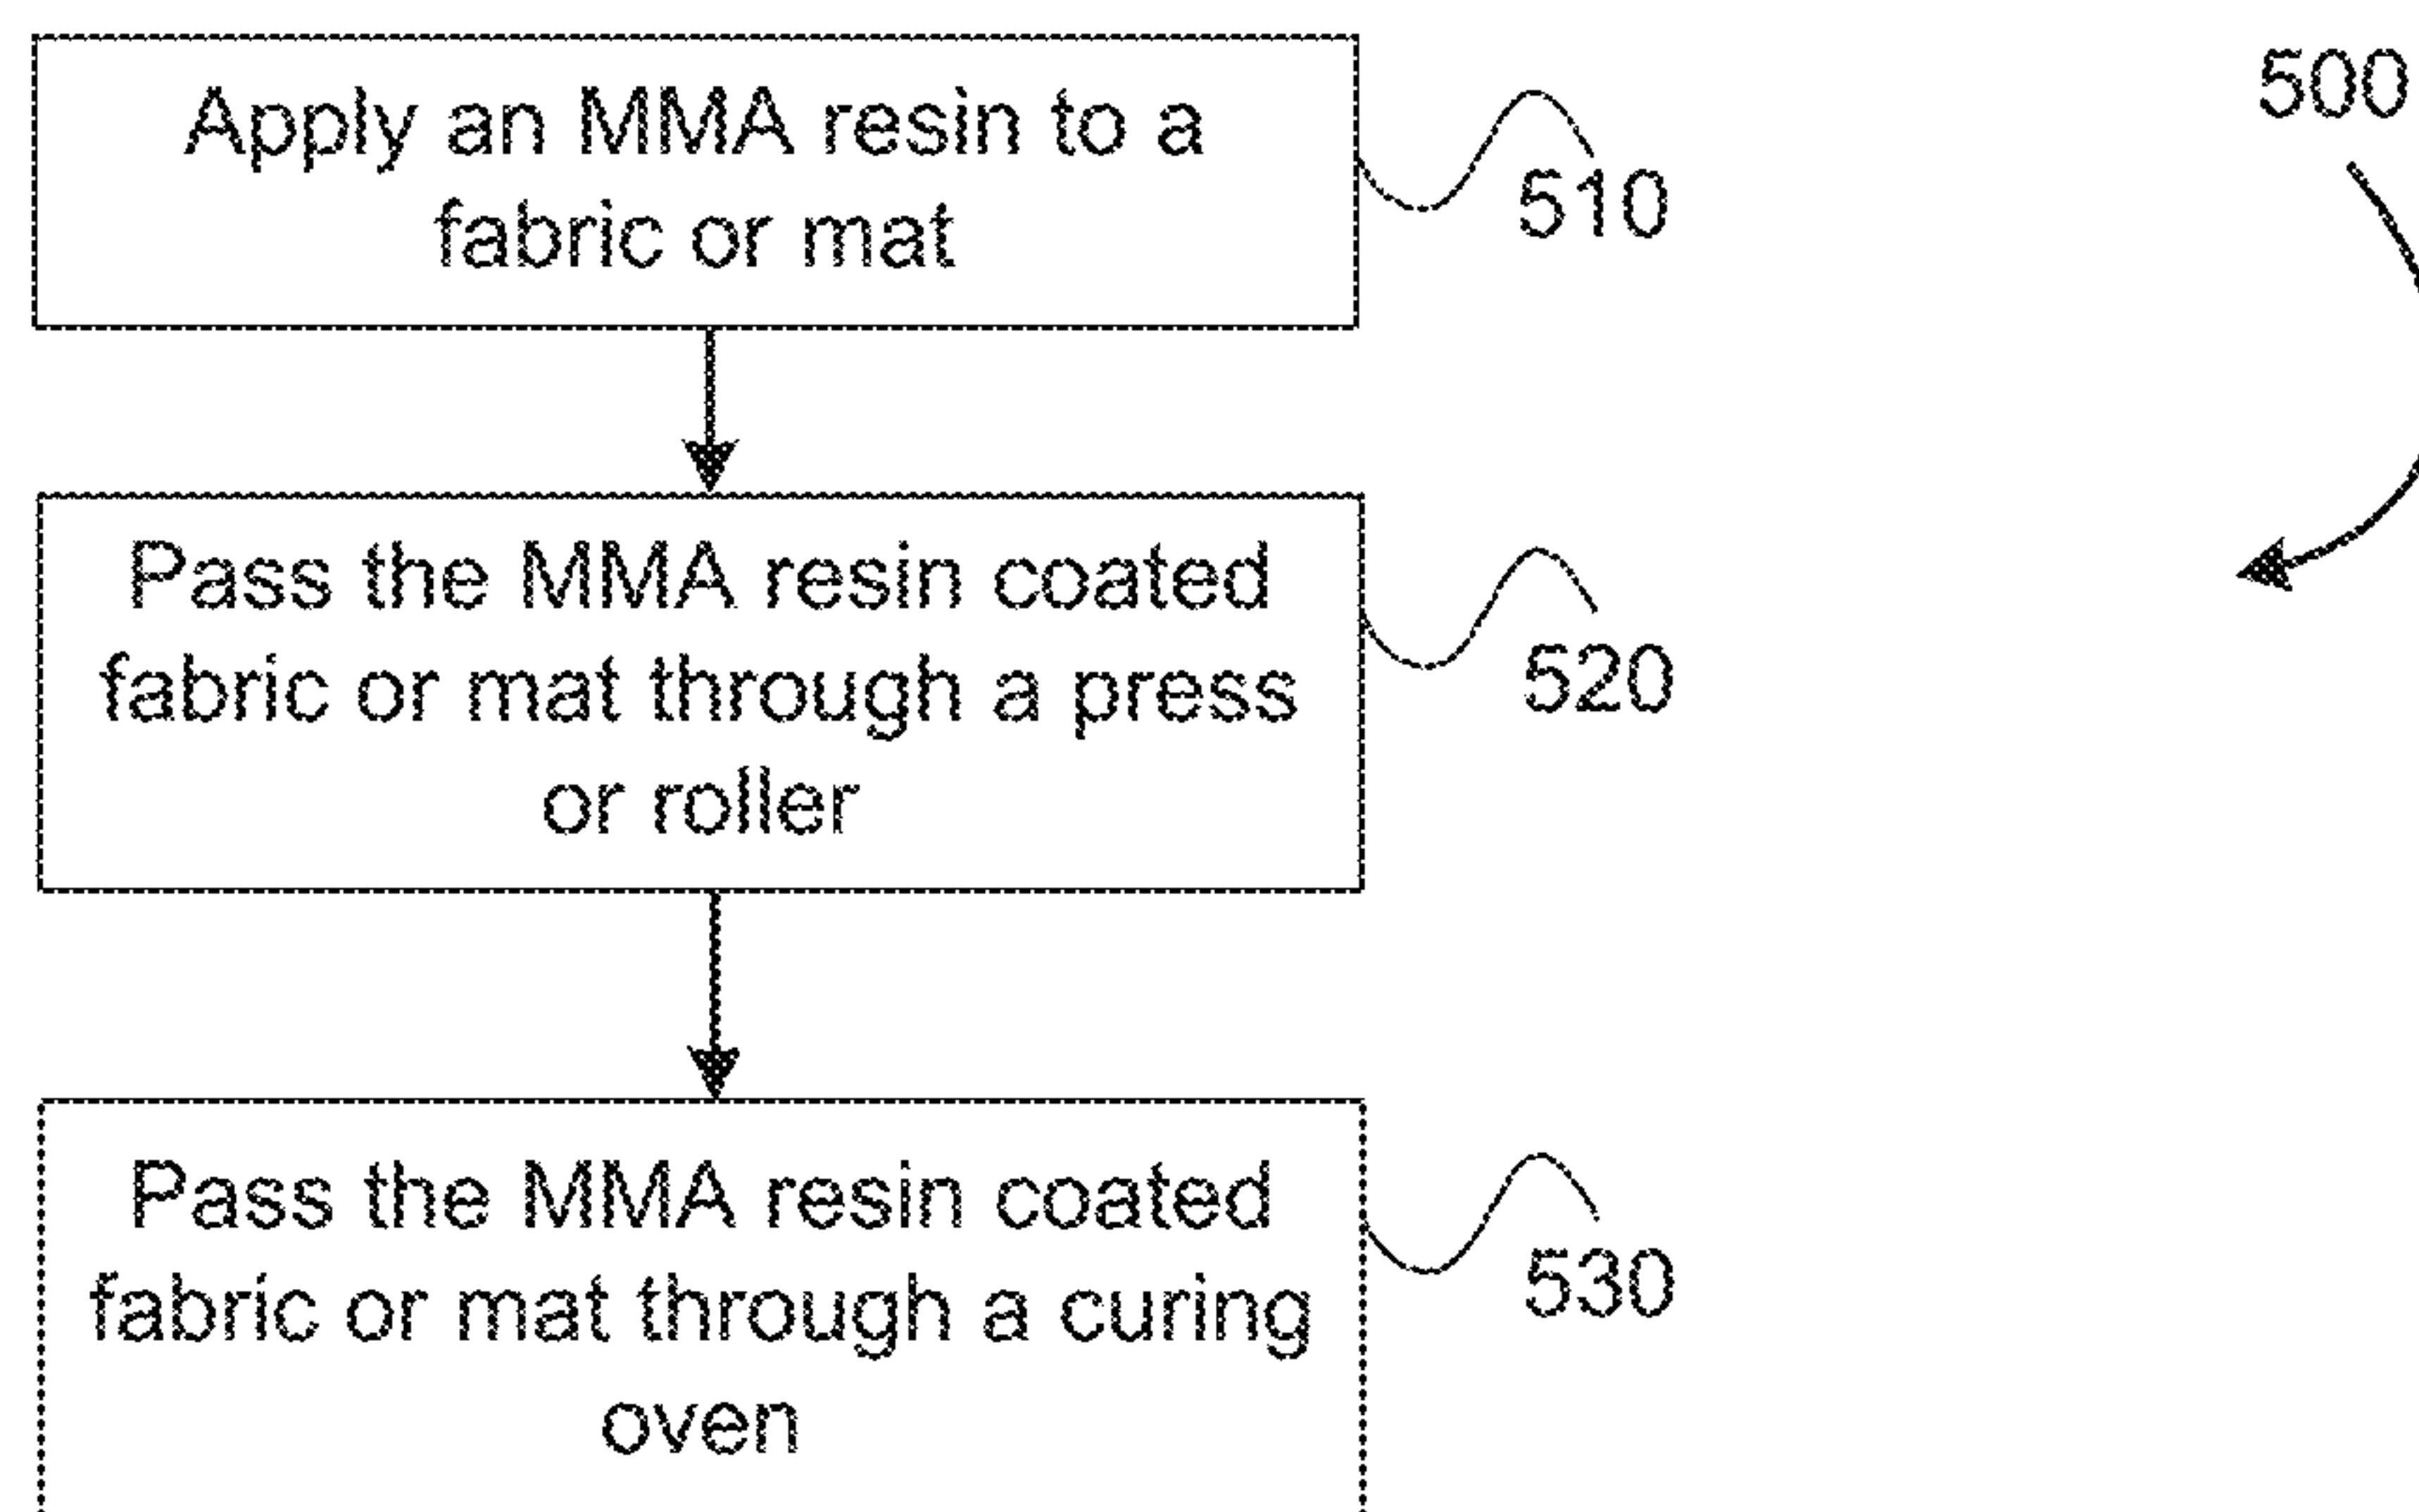 500
Apply an MMA resin to a
fabric or mat
510
Pass the MMA resin coated
fabric or mat through a press
or roller
520
Pass the MMA resin coated
fabric or mat through a curing
oven
530